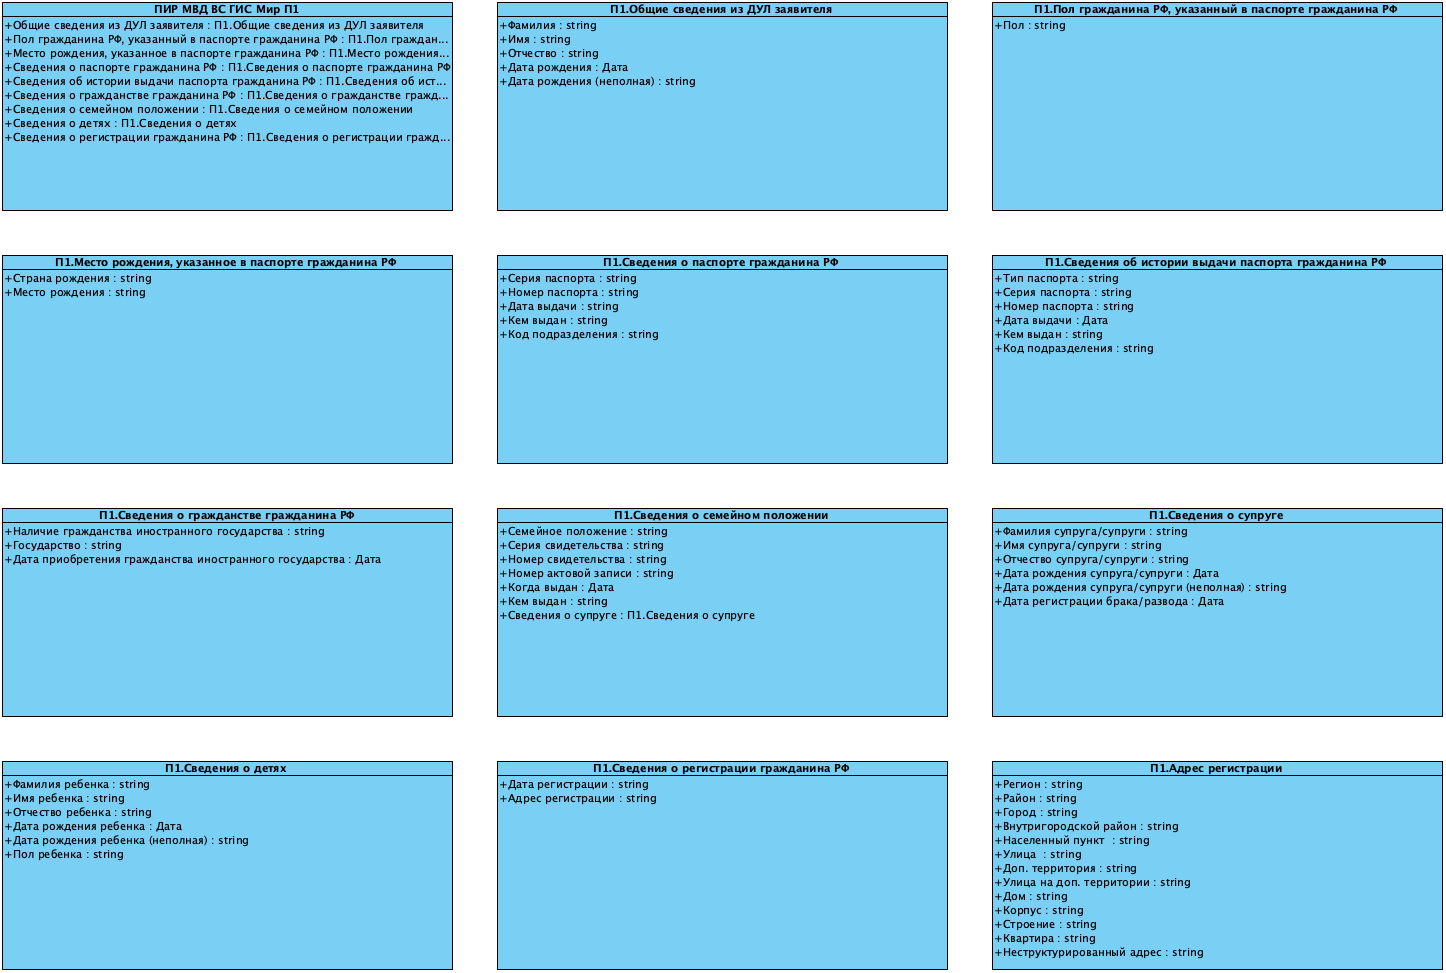 ПИР МВД ВС ГИС Мир П1
+Общие сведения из ДУЛ заявителя : П1.Общие сведения из ДУЛ заявителя
+Пол гражданина РФ, указанный в паспорте гражданина РФ : П1.Пол граждан...
+Место рождения, указанное в паспорте гражданина РФ : П1.Место рождения...
+Сведения о паспорте гражданина РФ : П1.Сведения о паспорте гражданина РФ
+Сведения об истории выдачи паспорта гражданина РФ : П1.Сведения об ист...
+Сведения о гражданстве гражданина РФ : П1.Сведения о гражданстве гражд...
+Сведения о семейном положении : П1.Сведения о семейном положении
+Сведения о детях : П1.Сведения о детях
+Сведения о регистрации гражданина РФ : П1.Сведения о регистрации гражд...
П1.Общие сведения из ДУЛ заявителя
+Фамилия : string
+Имя : string
+Отчество : string
+Дата рождения : Дата
+Дата рождения (неполная) : string
П1.Пол гражданина РФ, указанный в паспорте гражданина РФ
+Пол : string
П1.Место рождения, указанное в паспорте гражданина РФ
+Страна рождения : string
+Место рождения : string
П1.Сведения о паспорте гражданина РФ
+Серия паспорта : string
+Номер паспорта : string
+Дата выдачи : string
+Кем выдан : string
+Код подразделения : string
П1.Сведения об истории выдачи паспорта гражданина РФ
+Тип паспорта : string
+Серия паспорта : string
+Номер паспорта : string
+Дата выдачи : Дата
+Кем выдан : string
+Код подразделения : string
П1.Сведения о гражданстве гражданина РФ
+Наличие гражданства иностранного государства : string
+Государство : string
+Дата приобретения гражданства иностранного государства : Дата
П1.Сведения о семейном положении
+Семейное положение : string
+Серия свидетельства : string
+Номер свидетельства : string
+Номер актовой записи : string
+Когда выдан : Дата
+Кем выдан : string
+Сведения о супруге : П1.Сведения о супруге
П1.Сведения о супруге
+Фамилия супруга/супруги : string
+Имя супруга/супруги : string
+Отчество супруга/супруги : string
+Дата рождения супруга/супруги : Дата
+Дата рождения супруга/супруги (неполная) : string
+Дата регистрации брака/развода : Дата
П1.Сведения о детях
+Фамилия ребенка : string
+Имя ребенка : string
+Отчество ребенка : string
+Дата рождения ребенка : Дата
+Дата рождения ребенка (неполная) : string
+Пол ребенка : string
П1.Сведения о регистрации гражданина РФ
+Дата регистрации : string
+Адрес регистрации : string
П1.Адрес регистрации
+Регион : string
+Район : string
+Город : string
+Внутригородской район : string
+Населенный пункт  : string
+Улица  : string
+Доп. территория : string
+Улица на доп. территории : string
+Дом : string
+Корпус : string
+Строение : string
+Квартира : string
+Неструктурированный адрес : string